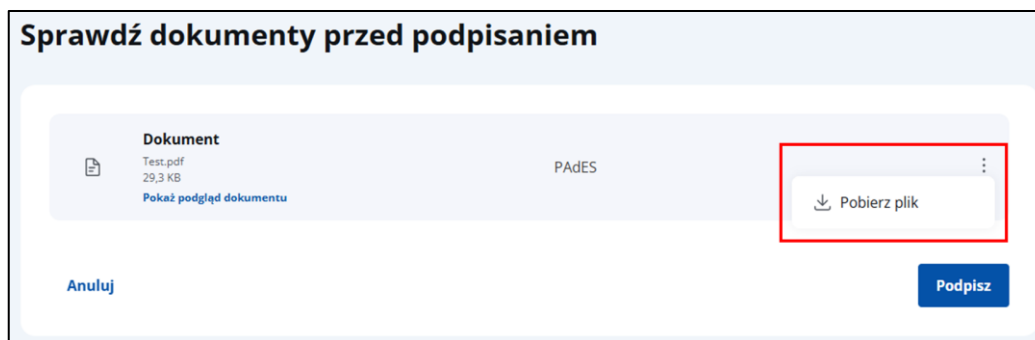 Sprawdź dokumenty przed podpisaniem
Dokument
Test.pdf
29,3 KB
Pokaż podgląd dokumentu
PAdES
Pobierz plik
Anuluj
Podpisz